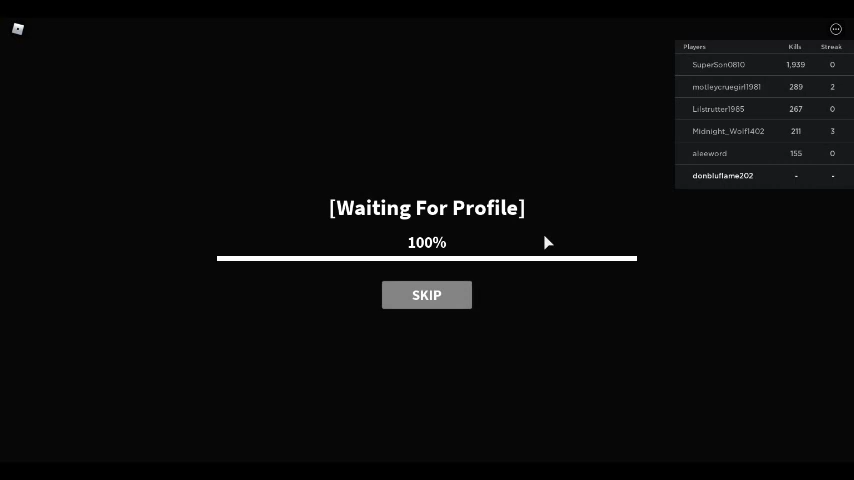 Players Kills Streak
SuperSon0810 1,939 0
motleycruegirl1981 289 2
Lilstrutter1985 267 0
Midnight_Wolf1402 211 3
aleeword 155 0
donbluflame202 - -
[Waiting For Profile]
100%
SKIP